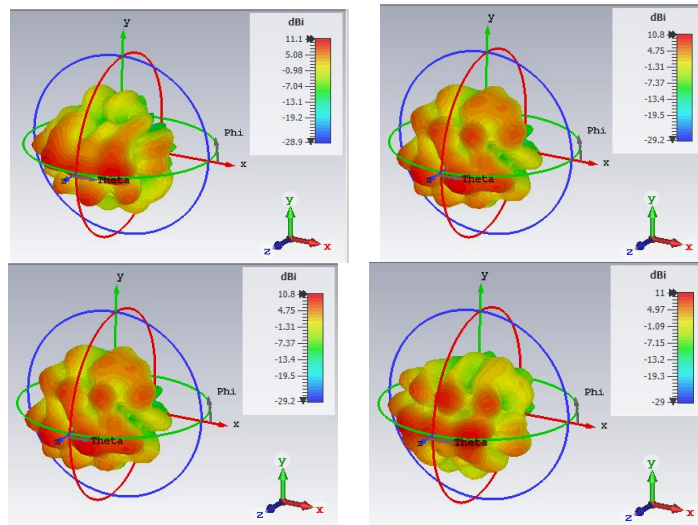 dBi
11.1
5.06
-0.98
-7.04
-13.1
-19.2
-28.9
y
Phi
x
z
Theta
y
x
z
dBi
10.8
4.75
-1.31
-7.37
-13.4
-19.5
-29.2
y
Phi
x
z
Theta
y
x
z
dBi
10.8
4.75
-1.31
-7.37
-13.4
-19.5
-29.2
y
Phi
x
z
Theta
y
x
z
dBi
11
4.97
-1.09
-7.15
-13.2
-19.3
-29
y
Phi
x
z
Theta
y
x
z